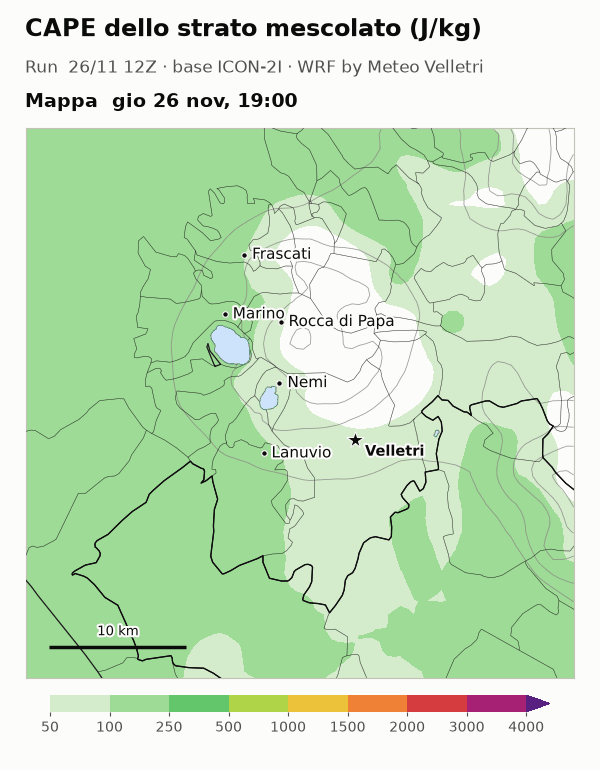 CAPE dello strato mescolato (J/kg)
Run  26/11 12Z · base ICON-2I · WRF by Meteo Velletri
Mappa  gio 26 nov, 19:00
Frascati
Marino
Rocca di Papa
Nemi
Velletri
Lanuvio
10 km
50 100 250 500 1000 1500 2000 3000 4000